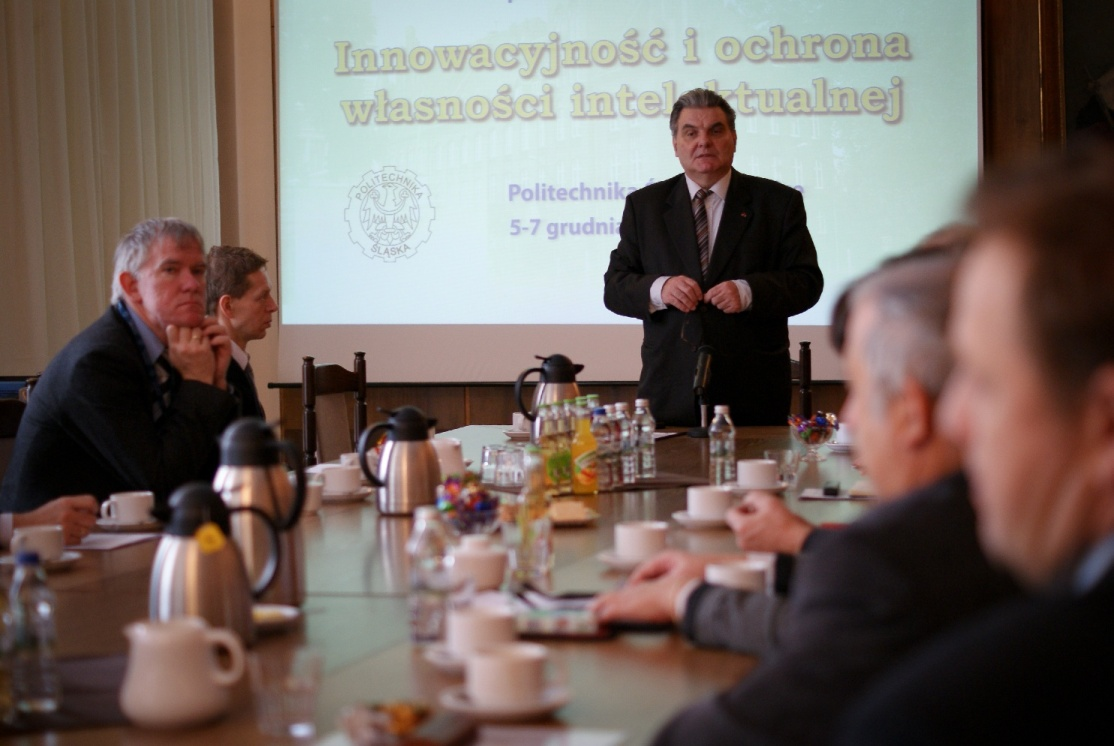 Innowacyjność i ochrona
własności intelektualnej
POLITECHNIKA
ŚLĄSKA
Politechnika
5-7 grudnia